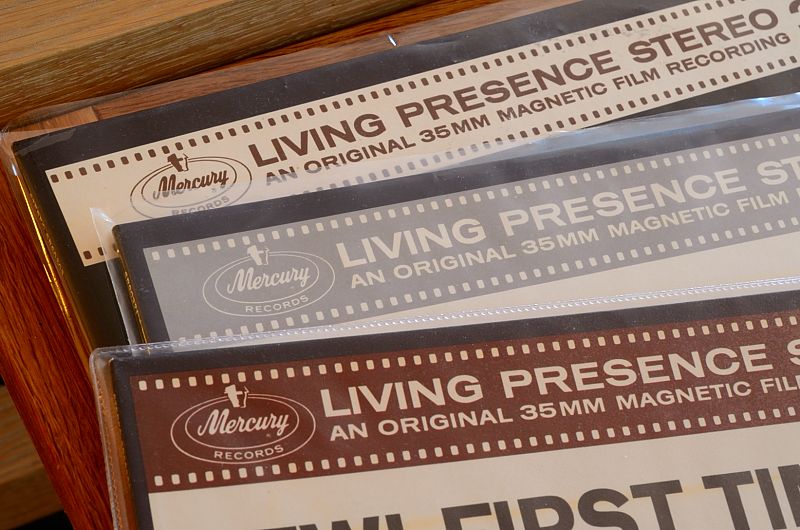 LIVING PRESENCE STEREO
AN ORIGINAL 35MM MAGNETIC FILM RECORDING
Mercury
RECORDS
LIVING PRESENCE
AN ORIGINAL 35MM MAGNETIC FILM
Mercury
RECORDS
LIVING PRESENCE
AN ORIGINAL 35MM MAGNETIC FILM
Mercury
RECORDS
FIRST